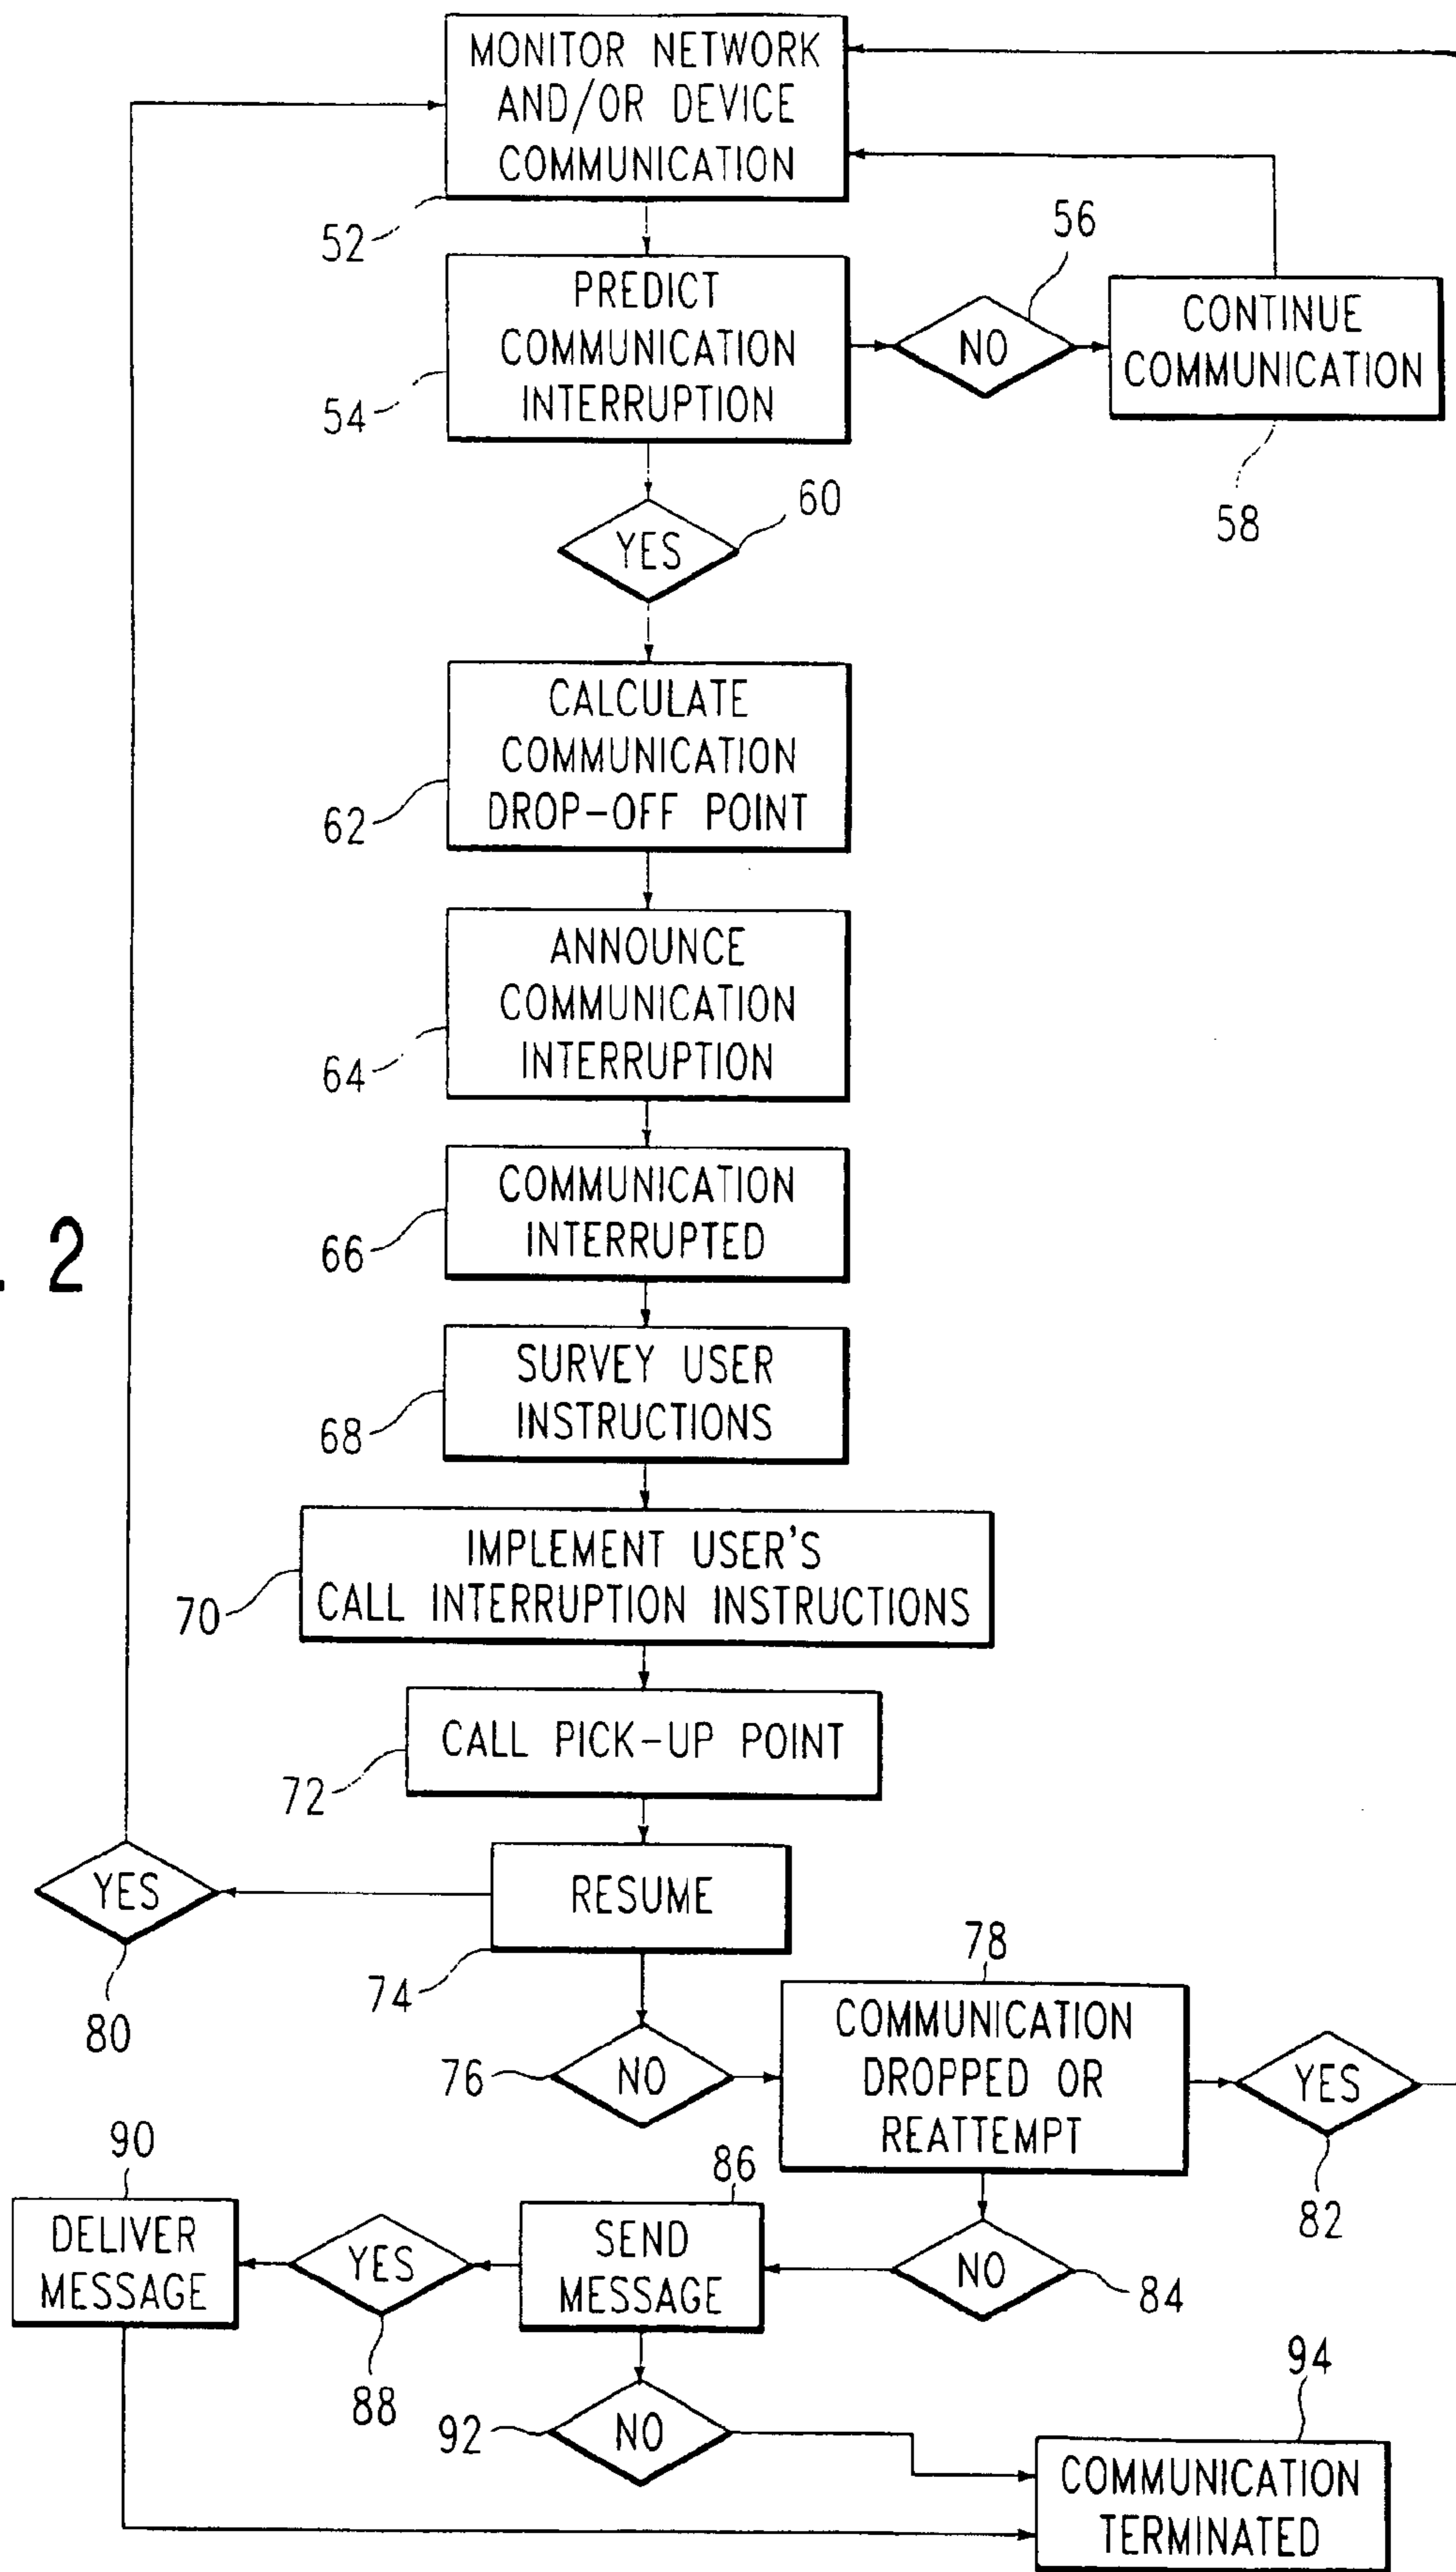 MONITOR NETWORK
AND/OR DEVICE
COMMUNICATION
52
PREDICT
COMMUNICATION
INTERRUPTION
54
56
NO
CONTINUE
COMMUNICATION
58
YES
60
CALCULATE
COMMUNICATION
DROP-OFF POINT
62
ANNOUNCE
COMMUNICATION
INTERRUPTION
64
COMMUNICATION
INTERRUPTED
66
. 2
SURVEY USER
INSTRUCTIONS
68
IMPLEMENT USER'S
CALL INTERRUPTION INSTRUCTIONS
70
CALL PICK-UP POINT
72
RESUME
74
YES
80
NO
76
78
COMMUNICATION
DROPPED OR
REATTEMPT
YES
82
NO
84
86
SEND
MESSAGE
YES
88
90
DELIVER
MESSAGE
NO
92
94
COMMUNICATION
TERMINATED